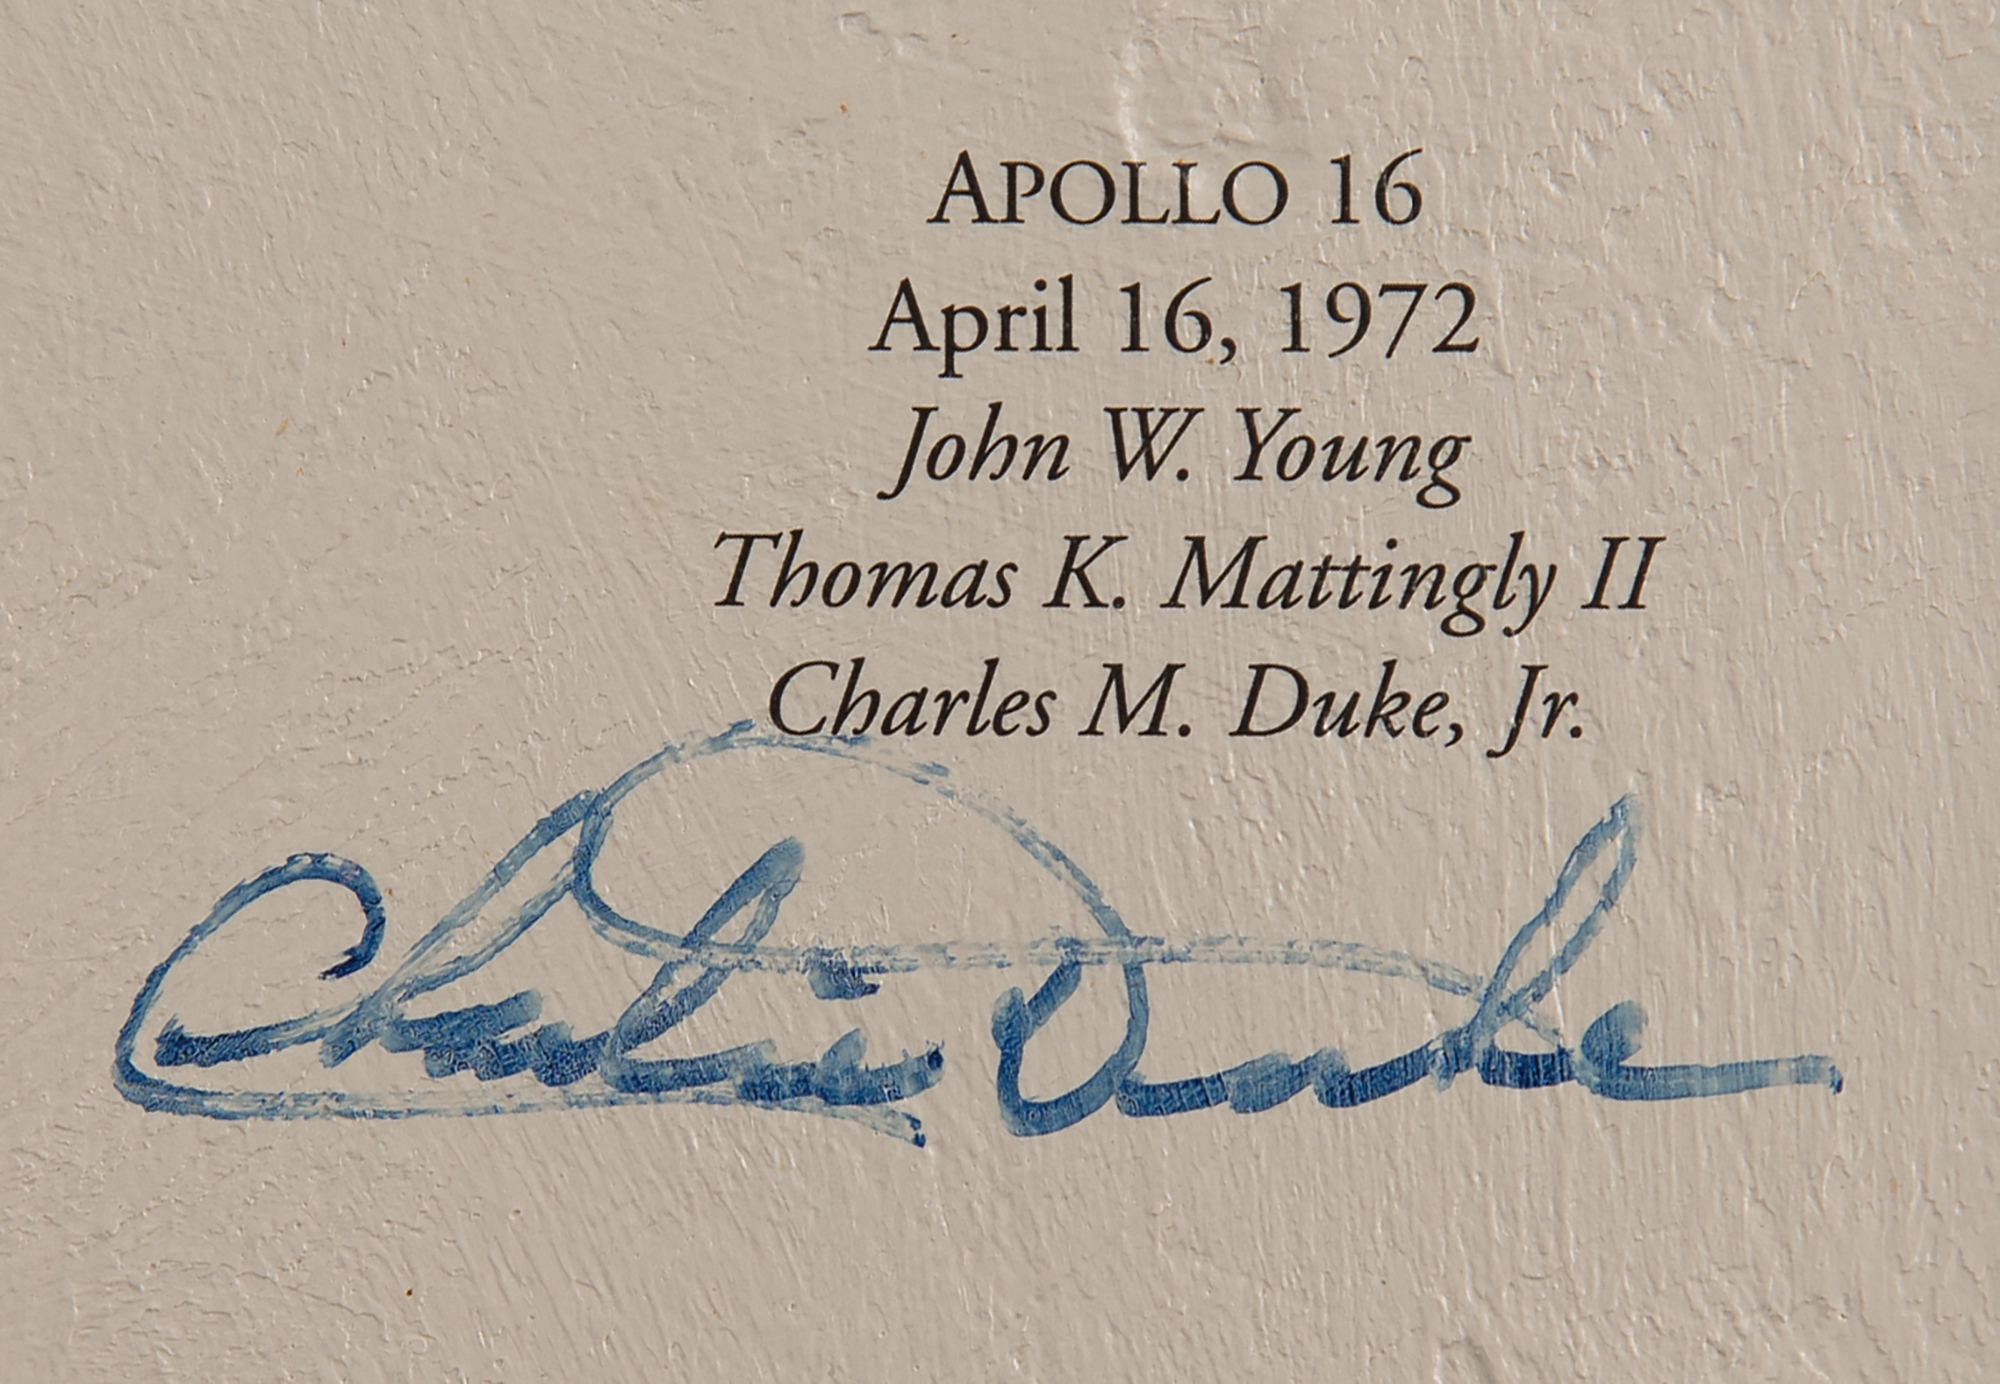 APOLLO 16
April 16, 1972
John W. Young
Thomas K. Mattingly II
Charles M. Duke, Jr.
Charlie Duke